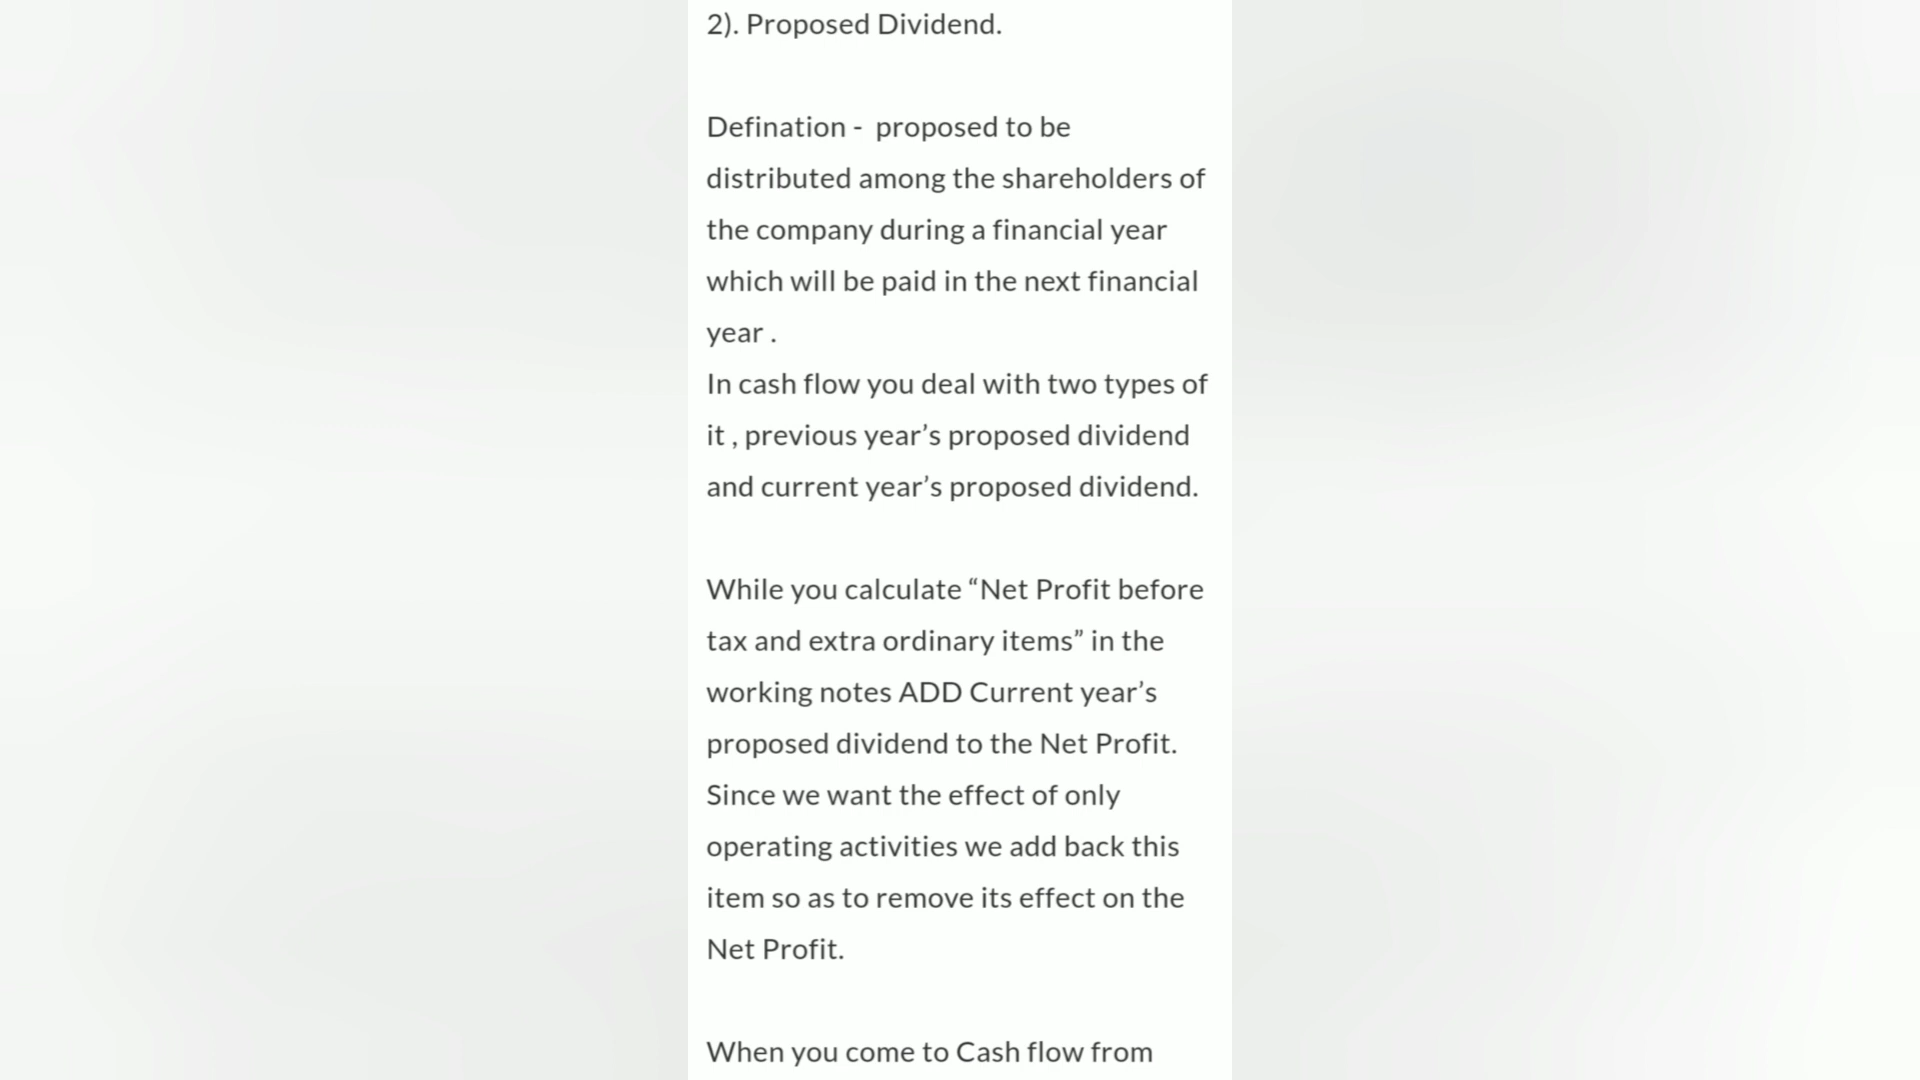 2). Proposed Dividend.
Defination -  proposed to be
distributed among the shareholders of
the company during a financial year
which will be paid in the next financial
year .
In cash flow you deal with two types of
it , previous year’s proposed dividend
and current year’s proposed dividend.
While you calculate “Net Profit before
tax and extra ordinary items” in the
working notes ADD Current year’s
proposed dividend to the Net Profit.
Since we want the effect of only
operating activities we add back this
item so as to remove its effect on the
Net Profit.
When you come to Cash flow from